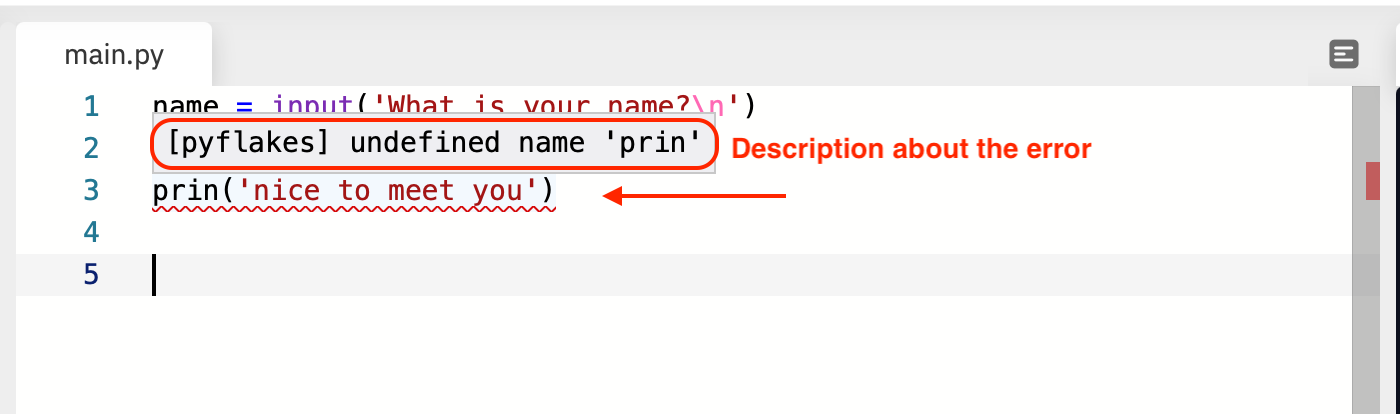 main.py
1 name = input('What is your name?\n')
2 [pyflakes] undefined name 'prin' Description about the error
3 prin('nice to meet you')
4
5